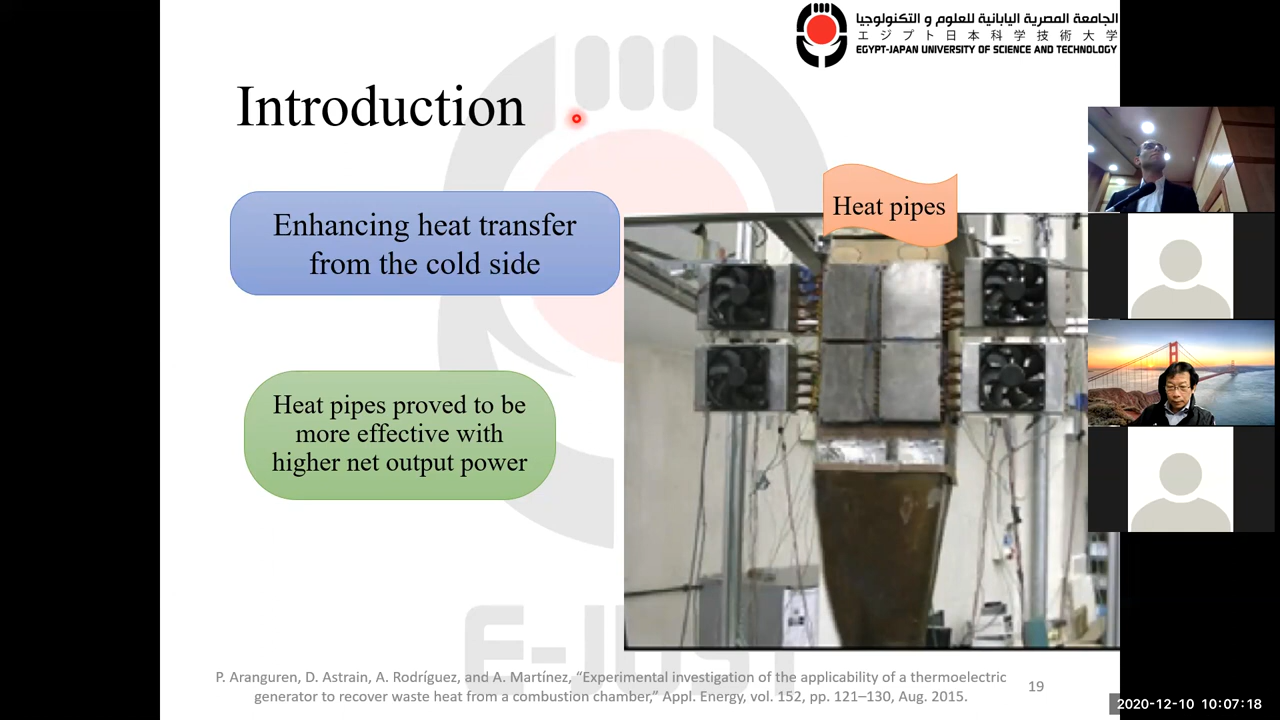 الجامعة المصرية اليابانية للعلوم و التكنولوجيا
エジプト日本科学技術大学
EGYPT-JAPAN UNIVERSITY OF SCIENCE AND TECHNOLOGY
Introduction
Heat pipes
Enhancing heat transfer
from the cold side
Heat pipes proved to be
more effective with
higher net output power
E-JUST
P. Aranguren, D. Astrain, A. Rodríguez, and A. Martínez, “Experimental investigation of the applicability of a thermoelectric
generator to recover waste heat from a combustion chamber,” Appl. Energy, vol. 152, pp. 121–130, Aug. 2015.
19
2020-12-10 10:07:18